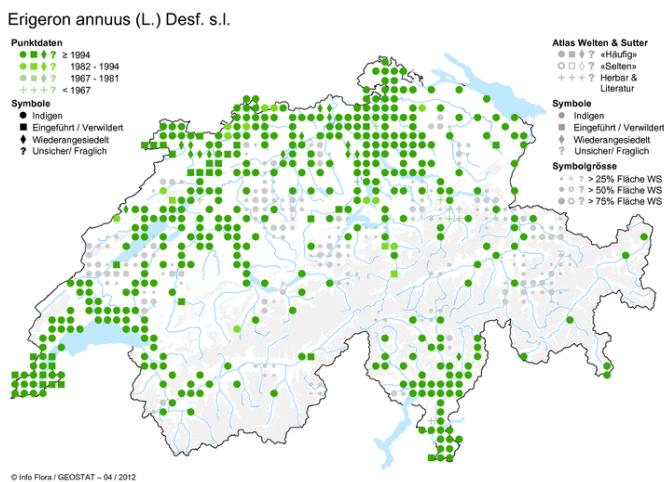 Erigeron annuus (L.) Desf. s.l.
Punktdaten
? ≥ 1994
? 1982 - 1994
? 1967 - 1981
+ + + + < 1967
Symbole
Indigen
Eingeführt / Verwildert
Wiederangesiedelt
? Unsicher/ Fraglich
Atlas Welten & Sutter
? «Häufig»
? «Selten»
+ + + + Herbar &
Literatur
Symbole
Indigen
Eingeführt / Verwildert
Wiederangesiedelt
? Unsicher/ Fraglich
Symbolgrösse
? > 25% Fläche WS
? > 50% Fläche WS
? > 75% Fläche WS
© Info Flora / GEOSTAT – 04 / 2012